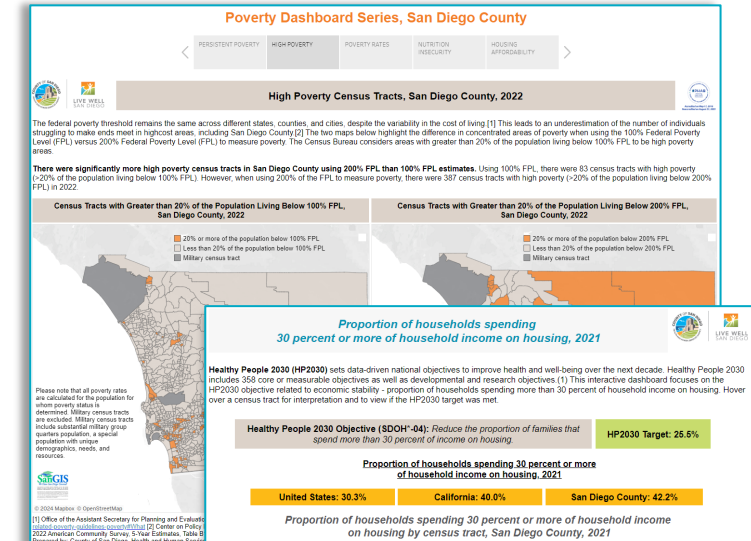 Poverty Dashboard Series, San Diego County
PERSISTENT POVERTY
HIGH POVERTY
POVERTY RATES
NUTRITION
INSECURITY
HOUSING
AFFORDABILITY
LIVE WELL
SAN DIEGO
High Poverty Census Tracts, San Diego County, 2022
The federal poverty threshold remains the same across different states, counties, and cities, despite the variability in the cost of living.[1] This leads to an underestimation of the number of individuals
struggling to make ends meet in highcost areas, including San Diego County.[2] The two maps below highlight the difference in concentrated areas of poverty when using the 100% Federal Poverty
Level (FPL) versus 200% Federal Poverty Level (FPL) to measure poverty. The Census Bureau considers areas with greater than 20% of the population living below 100% FPL to be high poverty
areas.
There were significantly more high poverty census tracts in San Diego County using 200% FPL than 100% FPL estimates. Using 100% FPL, there were 83 census tracts with high poverty
(>20% of the population living below 100% FPL). However, when using 200% of the FPL to measure poverty, there were 387 census tracts with high poverty (>20% of the population living below 200%
FPL) in 2022.
Census Tracts with Greater than 20% of the Population Living Below 100% FPL,
San Diego County, 2022
Census Tracts with Greater than 20% of the Population Living Below 200% FPL,
San Diego County, 2022
20% or more of the population below 100% FPL
Less than 20% of the population below 100% FPL
Military census tract
20% or more of the population below 200% FPL
Less than 20% of the population below 200% FPL
Military census tract
Please note that all poverty rates
are calculated for the population for
whom poverty status is
determined. Military census tracts
are excluded. Military census tracts
include substantial military group
quarters population, a special
population with unique
demographics, needs, and
resources.
SanGIS
© 2024 Mapbox © OpenStreetMap
[1] Office of the Assistant Secretary for Planning and
related-poverty-guidelines-poverty#What [2] Center on Policy
2022 American Community Survey, 5-Year Estimates, Table
Prepared by: County of San Diego, Health and Human
Proportion of households spending
30 percent or more of household income on housing, 2021
LIVE WELL
SAN DIEGO
Healthy People 2030 (HP2030) sets data-driven national objectives to improve health and well-being over the next decade. Healthy People 2030
includes 358 core or measurable objectives as well as developmental and research objectives.(1) This interactive dashboard focuses on the
HP2030 objective related to economic stability - proportion of households spending more than 30 percent of household income on housing. Hover
over a census tract for interpretation and to view if the HP2030 target was met.
Healthy People 2030 Objective (SDOH*-04): Reduce the proportion of families that
spend more than 30 percent of income on housing.
HP2030 Target: 25.5%
Proportion of households spending 30 percent or more
of household income on housing, 2021
United States: 30.3%
California: 40.0%
San Diego County: 42.2%
Proportion of households spending 30 percent or more of household income
on housing by census tract, San Diego County, 2021